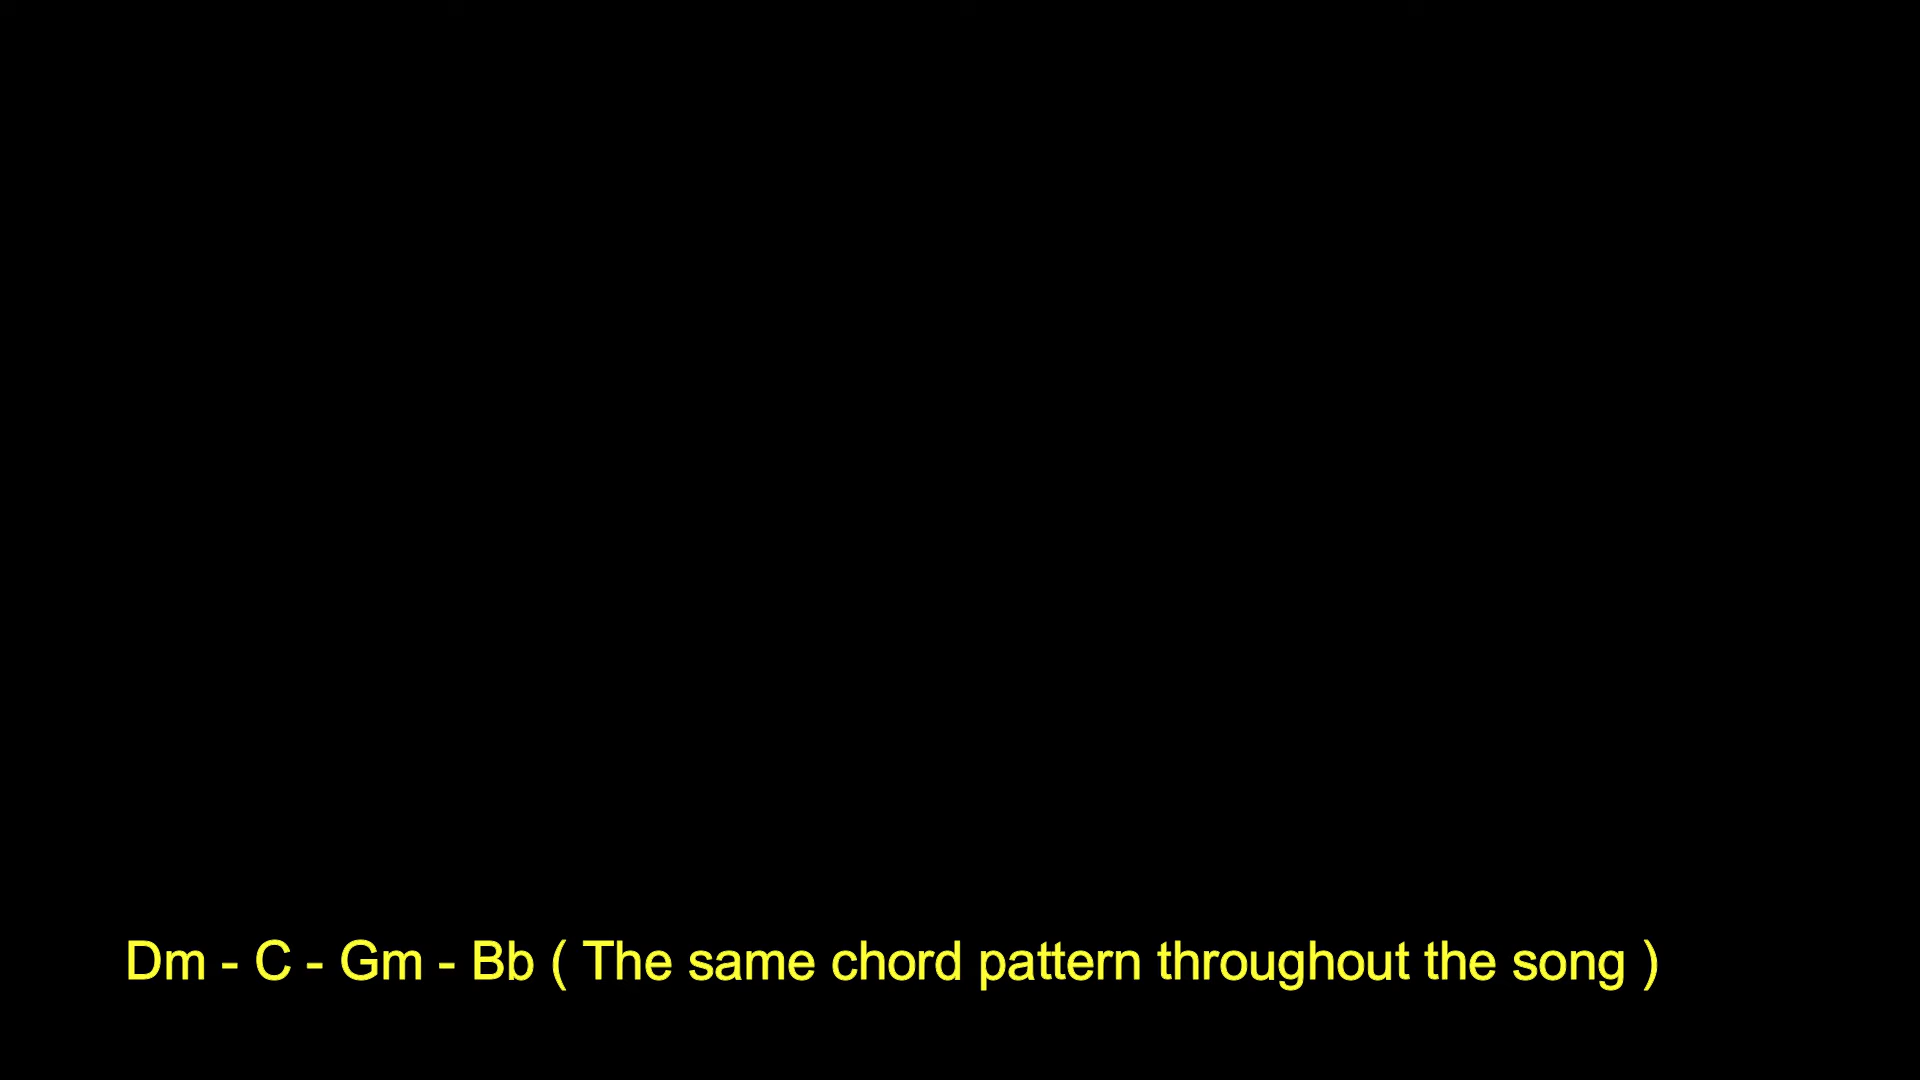 Dm - C - Gm - Bb ( The same chord pattern throughout the song )